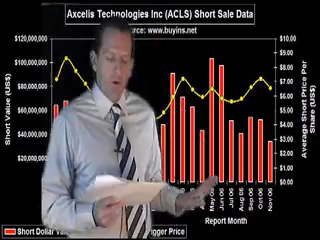 Axcelis Technologies Inc (ACLS) Short Sale Data
urce: www.buyins.net
$120,000,000
$100,000,000
$80,000,000
$60,000,000
$40,000,000
$20,000,000
Short Value (US$)
$10.00
$9.00
$8.00
$7.00
$6.00
$5.00
$4.00
$3.00
$2.00
$1.00
$0.00
Average Short Price Per Share (US$)
May 06
Jun 06
Jul 06
Aug 06
Sep 06
Oct 06
Nov 06
Report Month
Short Dollar Val
igger Price